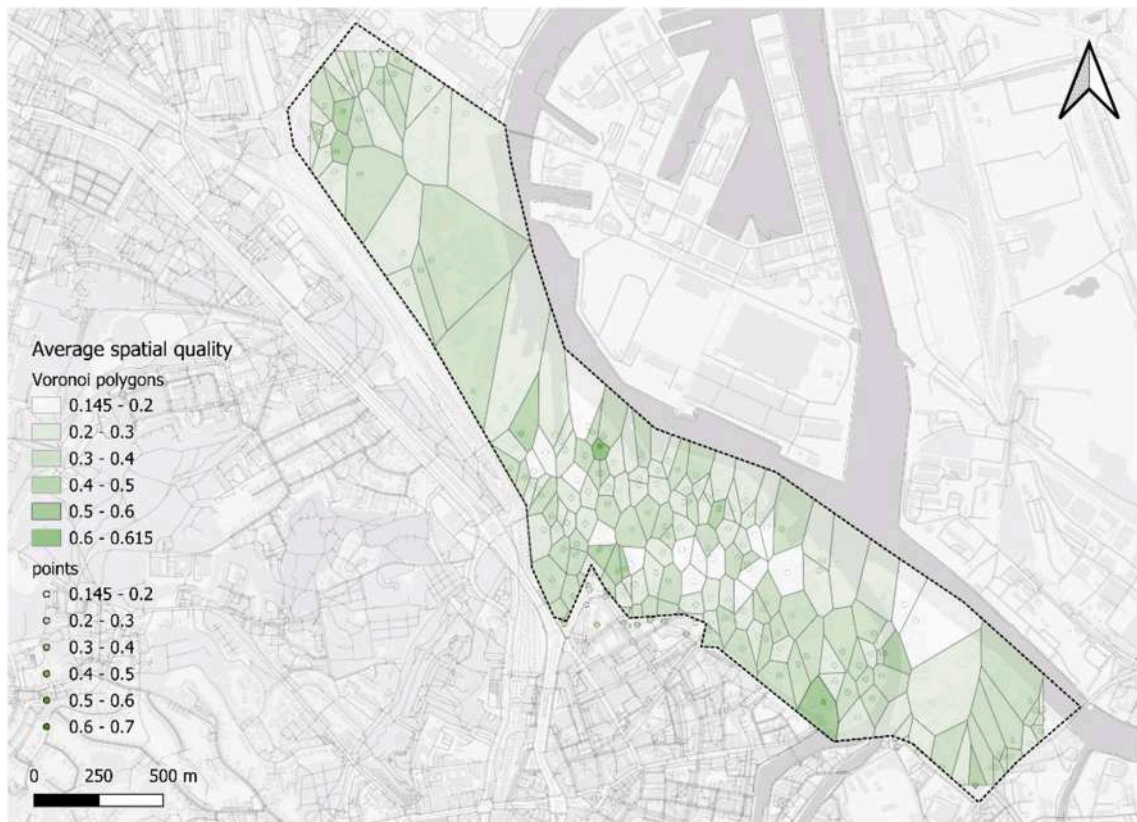 Average spatial quality
Voronoi polygons
0.145 - 0.2
0.2 - 0.3
0.3 - 0.4
0.4 - 0.5
0.5 - 0.6
0.6 - 0.615
points
0.145 - 0.2
0.2 - 0.3
0.3 - 0.4
0.4 - 0.5
0.5 - 0.6
0.6 - 0.7
0 250 500 m